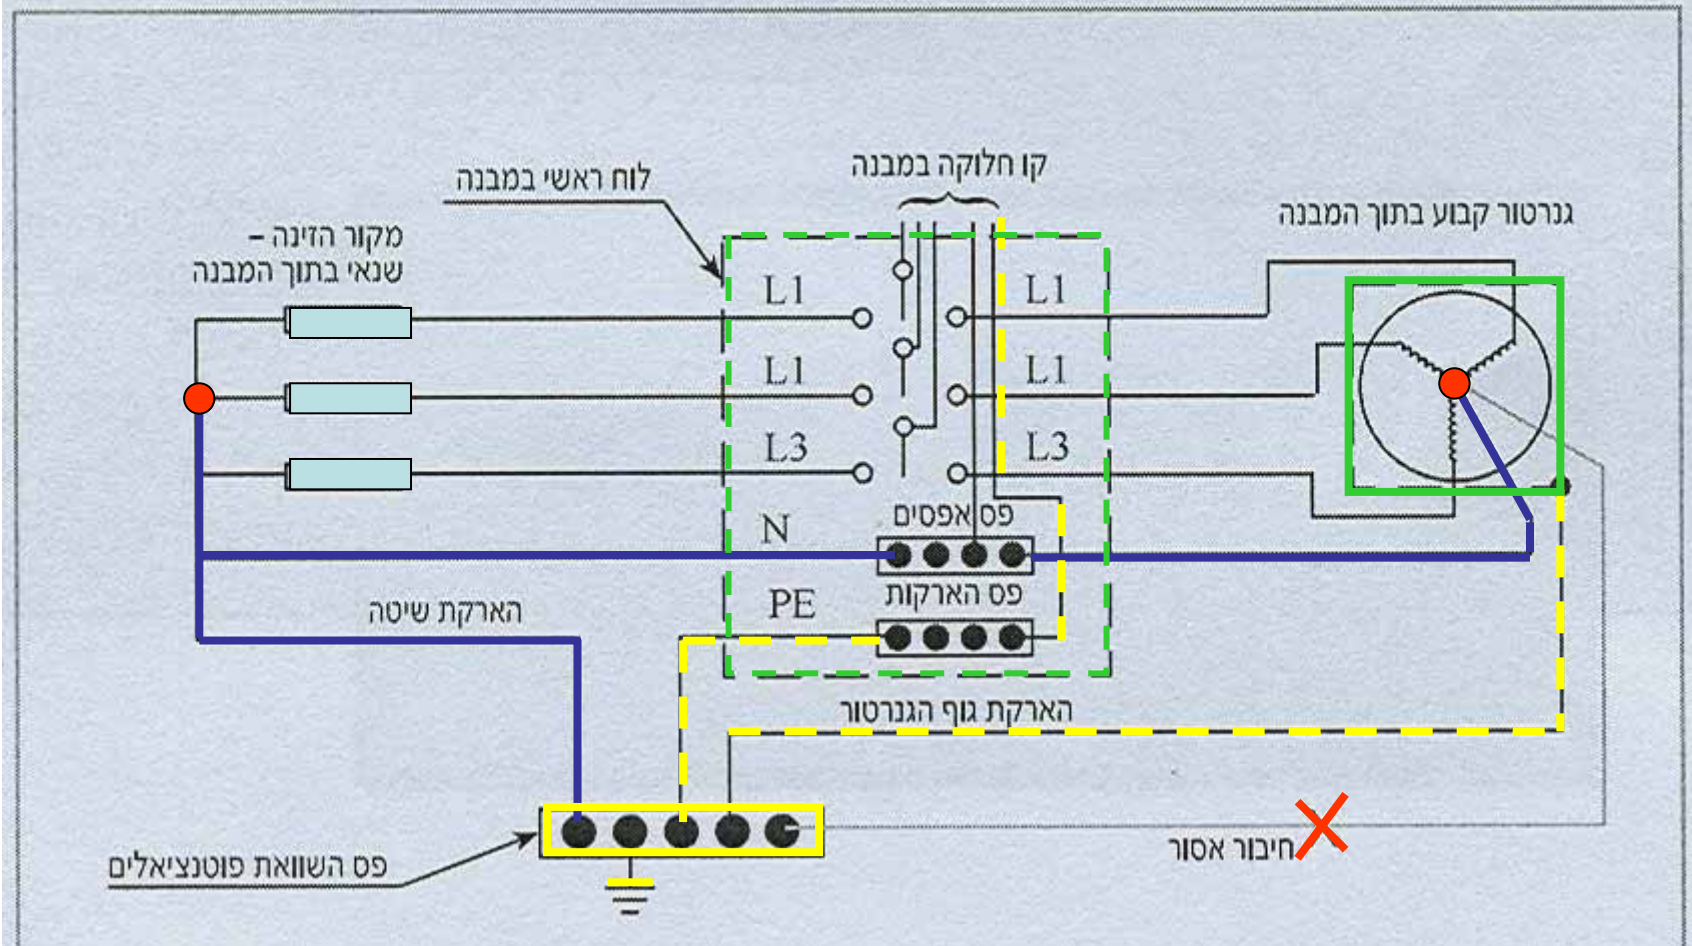 קו חלוקה במבנה
לוח ראשי במבנה
גנרטור קבוע בתוך המבנה
מקור הזינה –
שנאי בתוך המבנה
L1
L1
L1
L1
L3
L3
פס אפסים
N
פס הארקות
PE
הארקת שיטה
הארקת גוף הגנרטור
חיבור אסור
פס השוואת פוטנציאלים